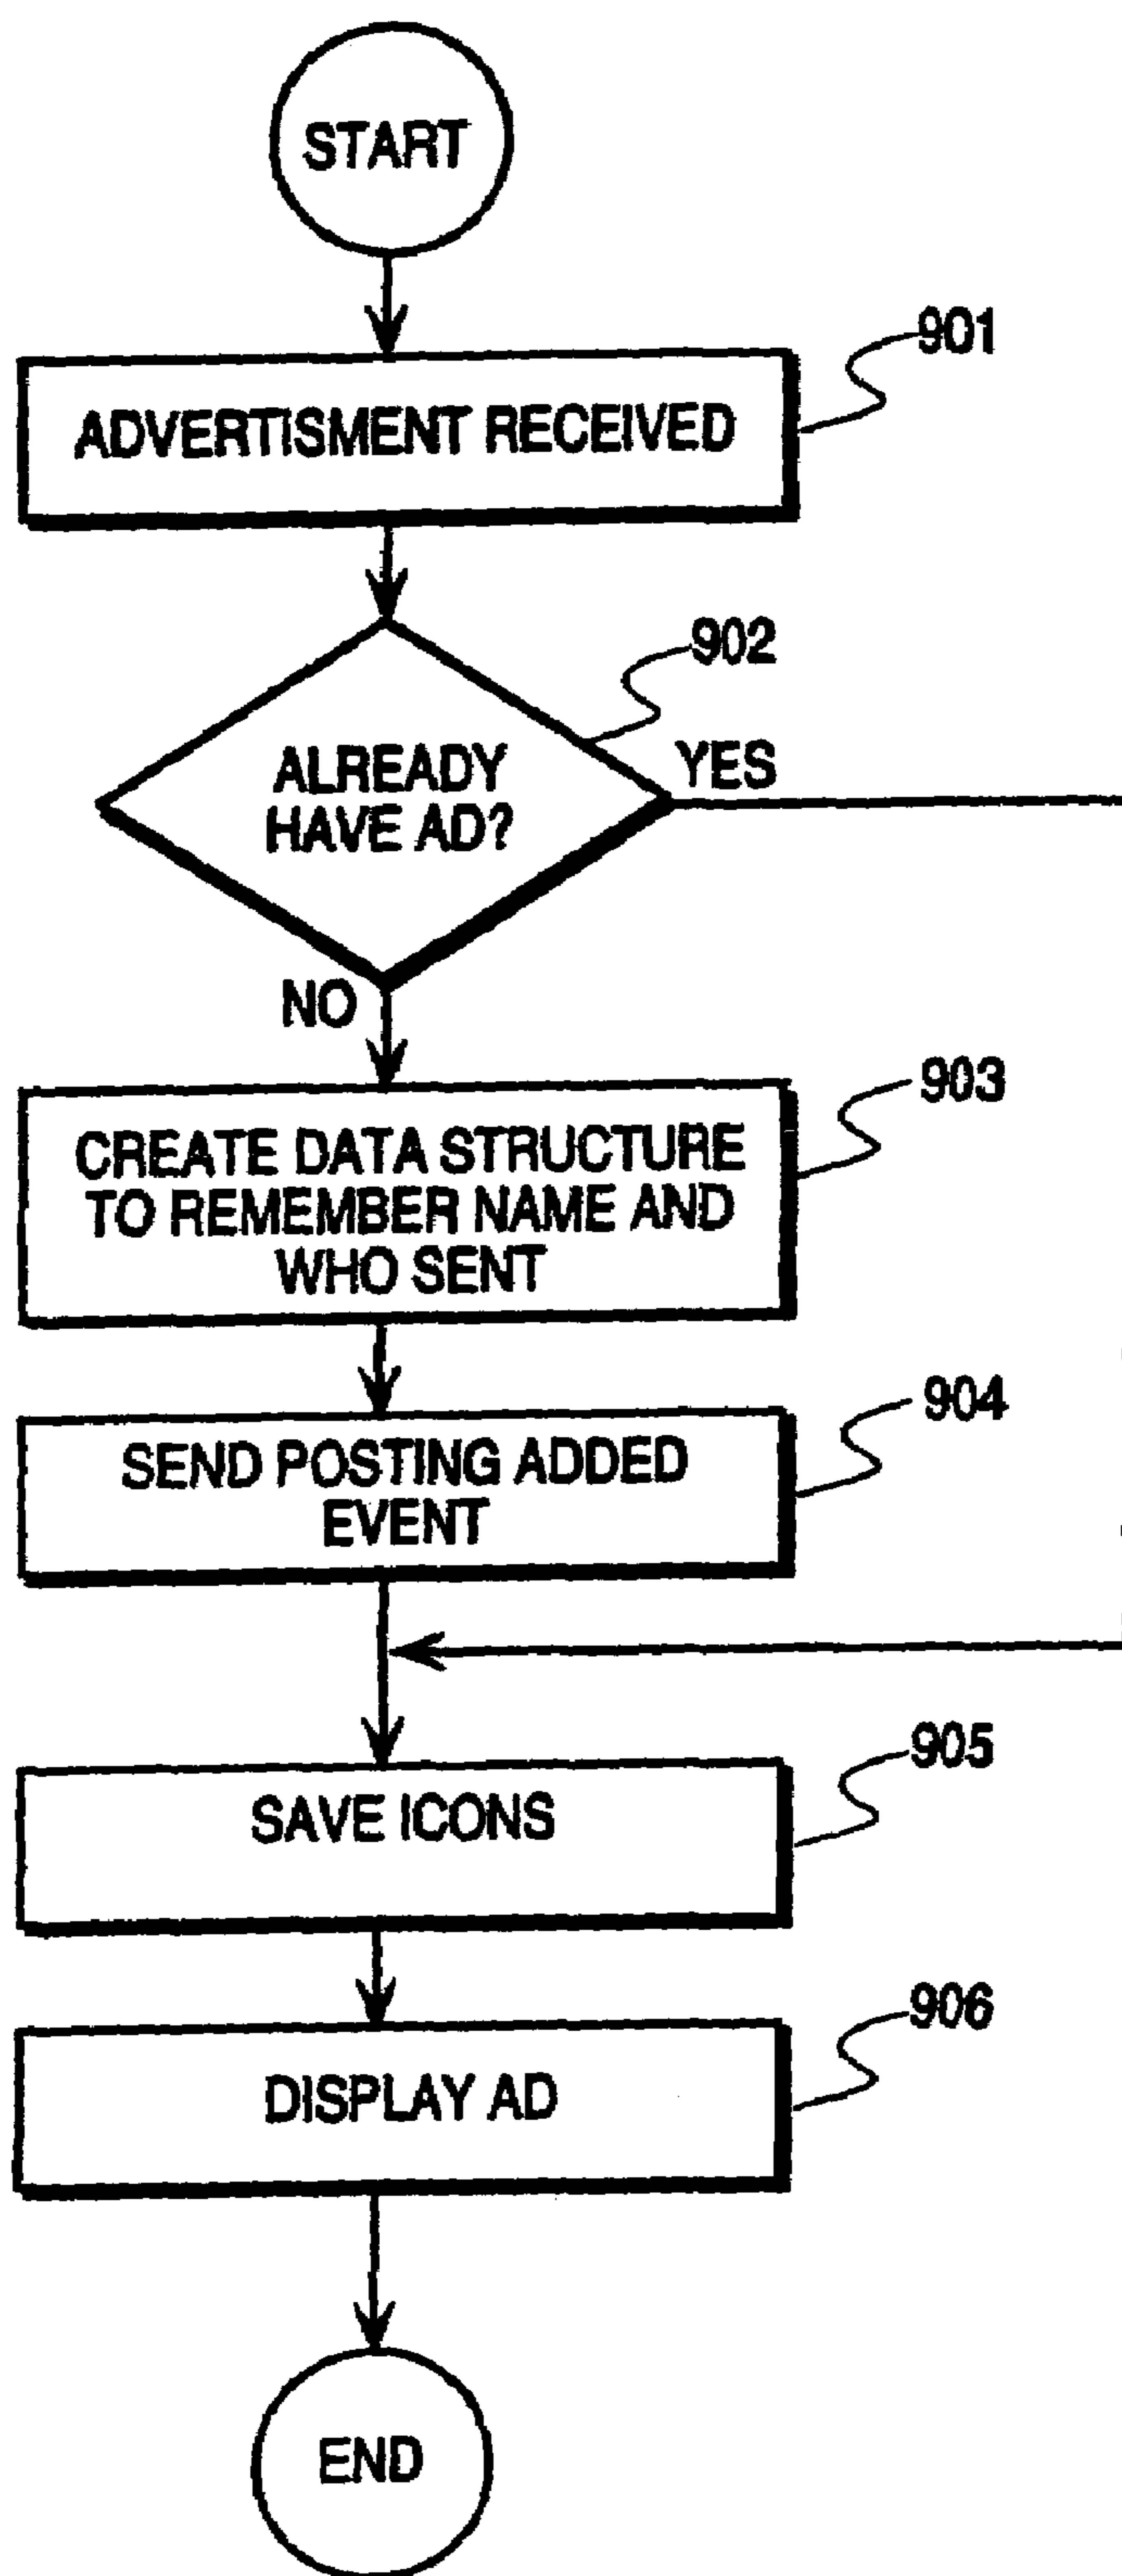 START
901
ADVERTISMENT RECEIVED
902
ALREADY
HAVE AD?
YES
NO
903
CREATE DATA STRUCTURE
TO REMEMBER NAME AND
WHO SENT
904
SEND POSTING ADDED
EVENT
905
SAVE ICONS
906
DISPLAY AD
END